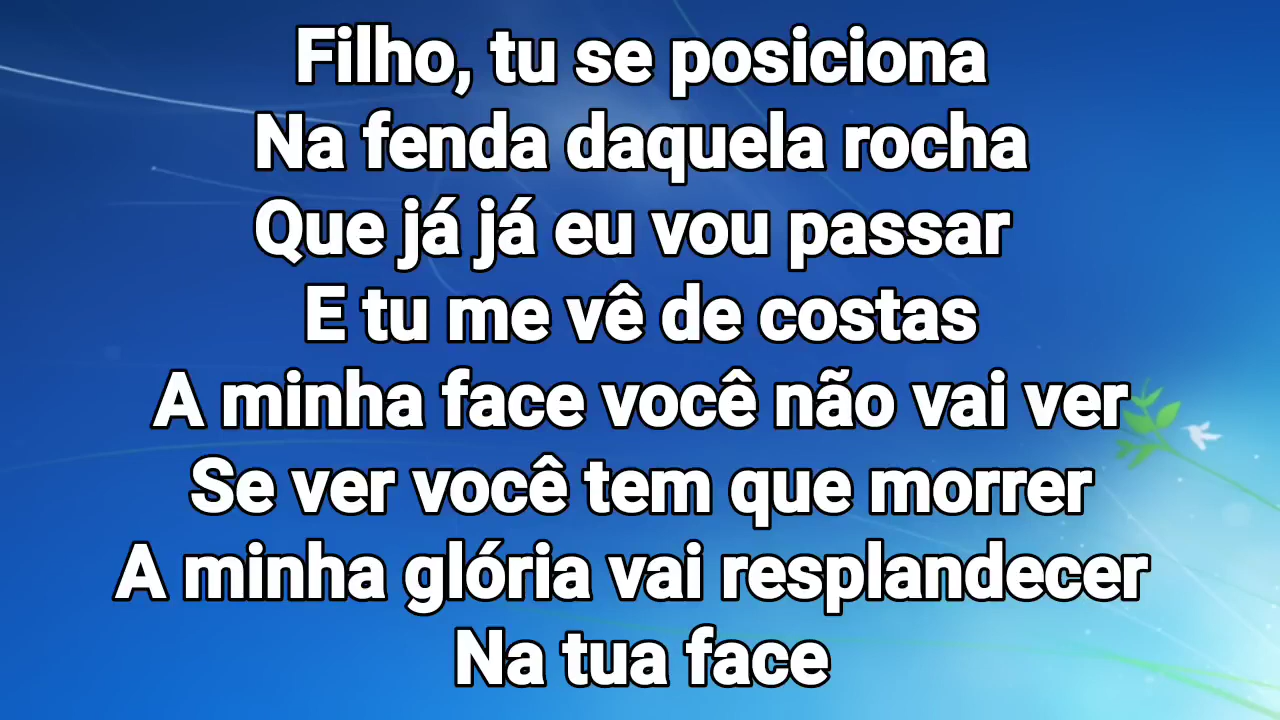 Filho, tu se posiciona
Na fenda daquela rocha
Que já já eu vou passar
E tu me vê de costas
A minha face você não vai ver
Se ver você tem que morrer
A minha glória vai resplandecer
Na tua face